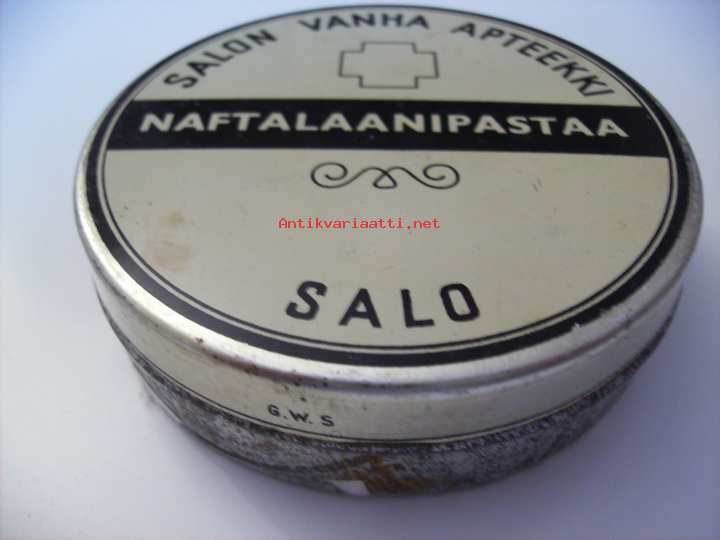 SALON VANHA APTEEKKI
NAFTALAANIPASTAA
Antikvariaatti.net
SALO
G.W.S